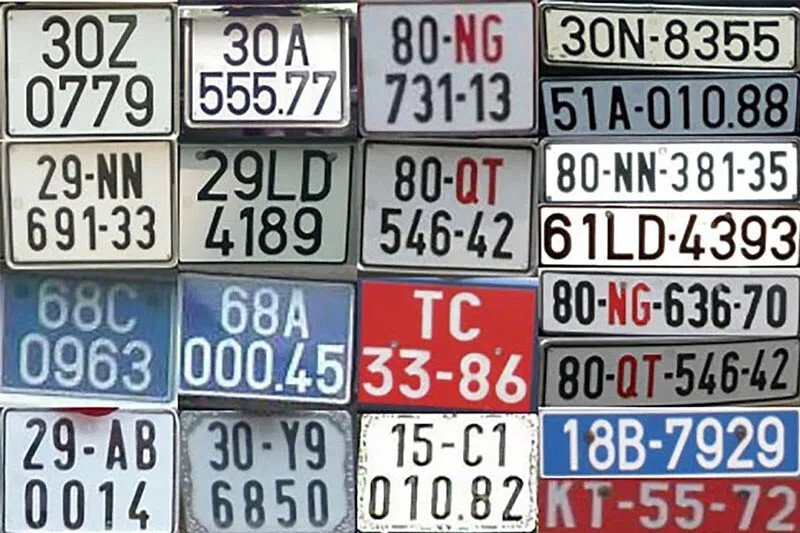 30Z
0779
30A
555.77
80-NG
731-13
30N-8355
51A-010.88
29-NN
691-33
29LD
4189
80-QT
546-42
80-NN-381-35
61LD-4393
68C
0963
68A
000.45
TC
33-86
80-NG-636-70
80-QT-546-42
29-AB
0014
30-Y9
6850
15-C1
010.82
18B-7929
KT-55-72